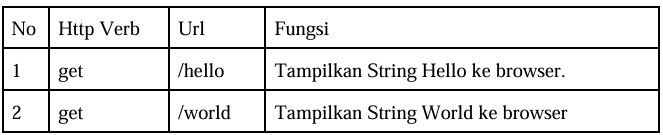 No Http Verb Url Fungsi
1 get /hello Tampilkan String Hello ke browser.
2 get /world Tampilkan String World ke browser